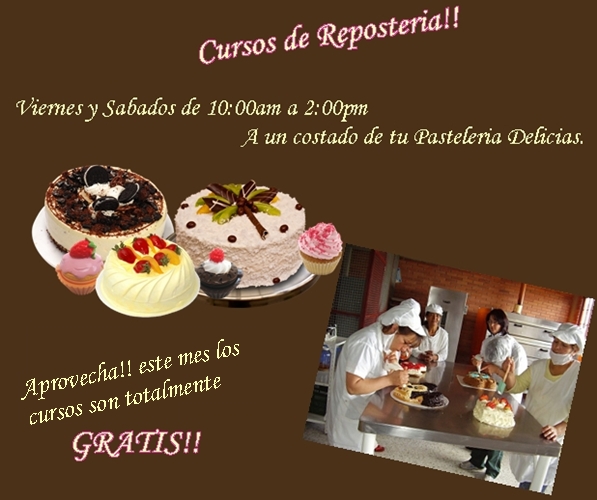 Cursos de Reposteria!!
Viernes y Sabados de 10:00am a 2:00pm
A un costado de tu Pasteleria Delicias.
Aprovecha!! este mes los
cursos son totalmente
GRATIS!!